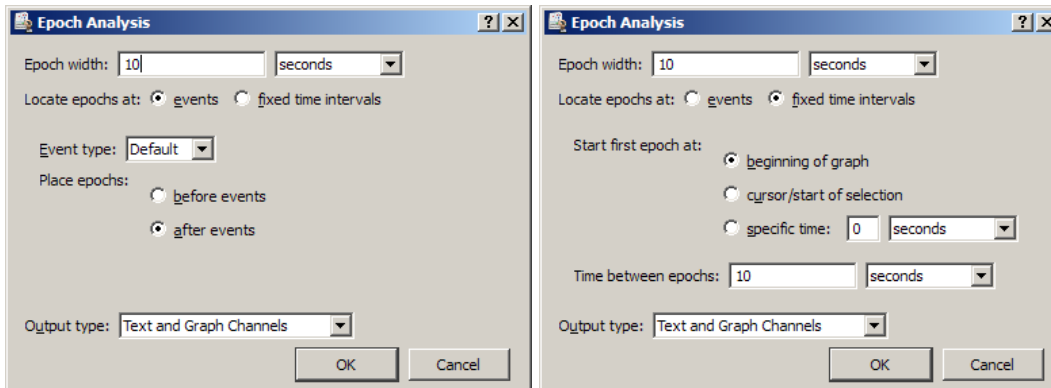 Epoch Analysis
Epoch width: 10 seconds
Locate epochs at: events fixed time intervals
Event type: Default
Place epochs:
before events
after events
Output type: Text and Graph Channels
OK Cancel
Epoch Analysis
Epoch width: 10 seconds
Locate epochs at: events fixed time intervals
Start first epoch at:
beginning of graph
cursor/start of selection
specific time: 0 seconds
Time between epochs: 10 seconds
Output type: Text and Graph Channels
OK Cancel